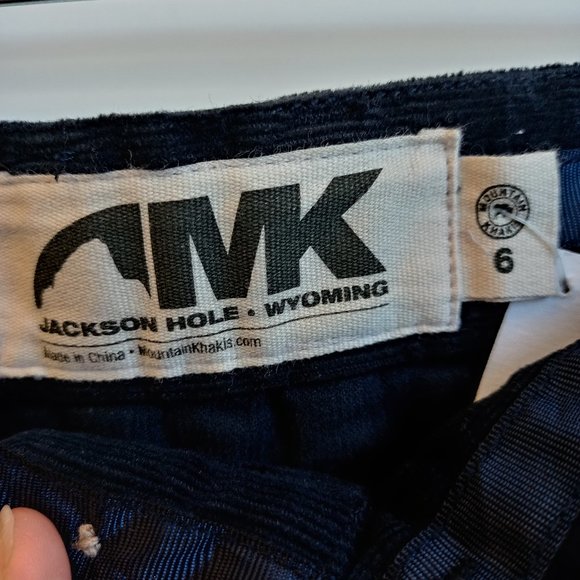 MK
JACKSON HOLE • WYOMING
Made in China • MountainKhakis.com
MOUNTAIN
KHAKIS
6